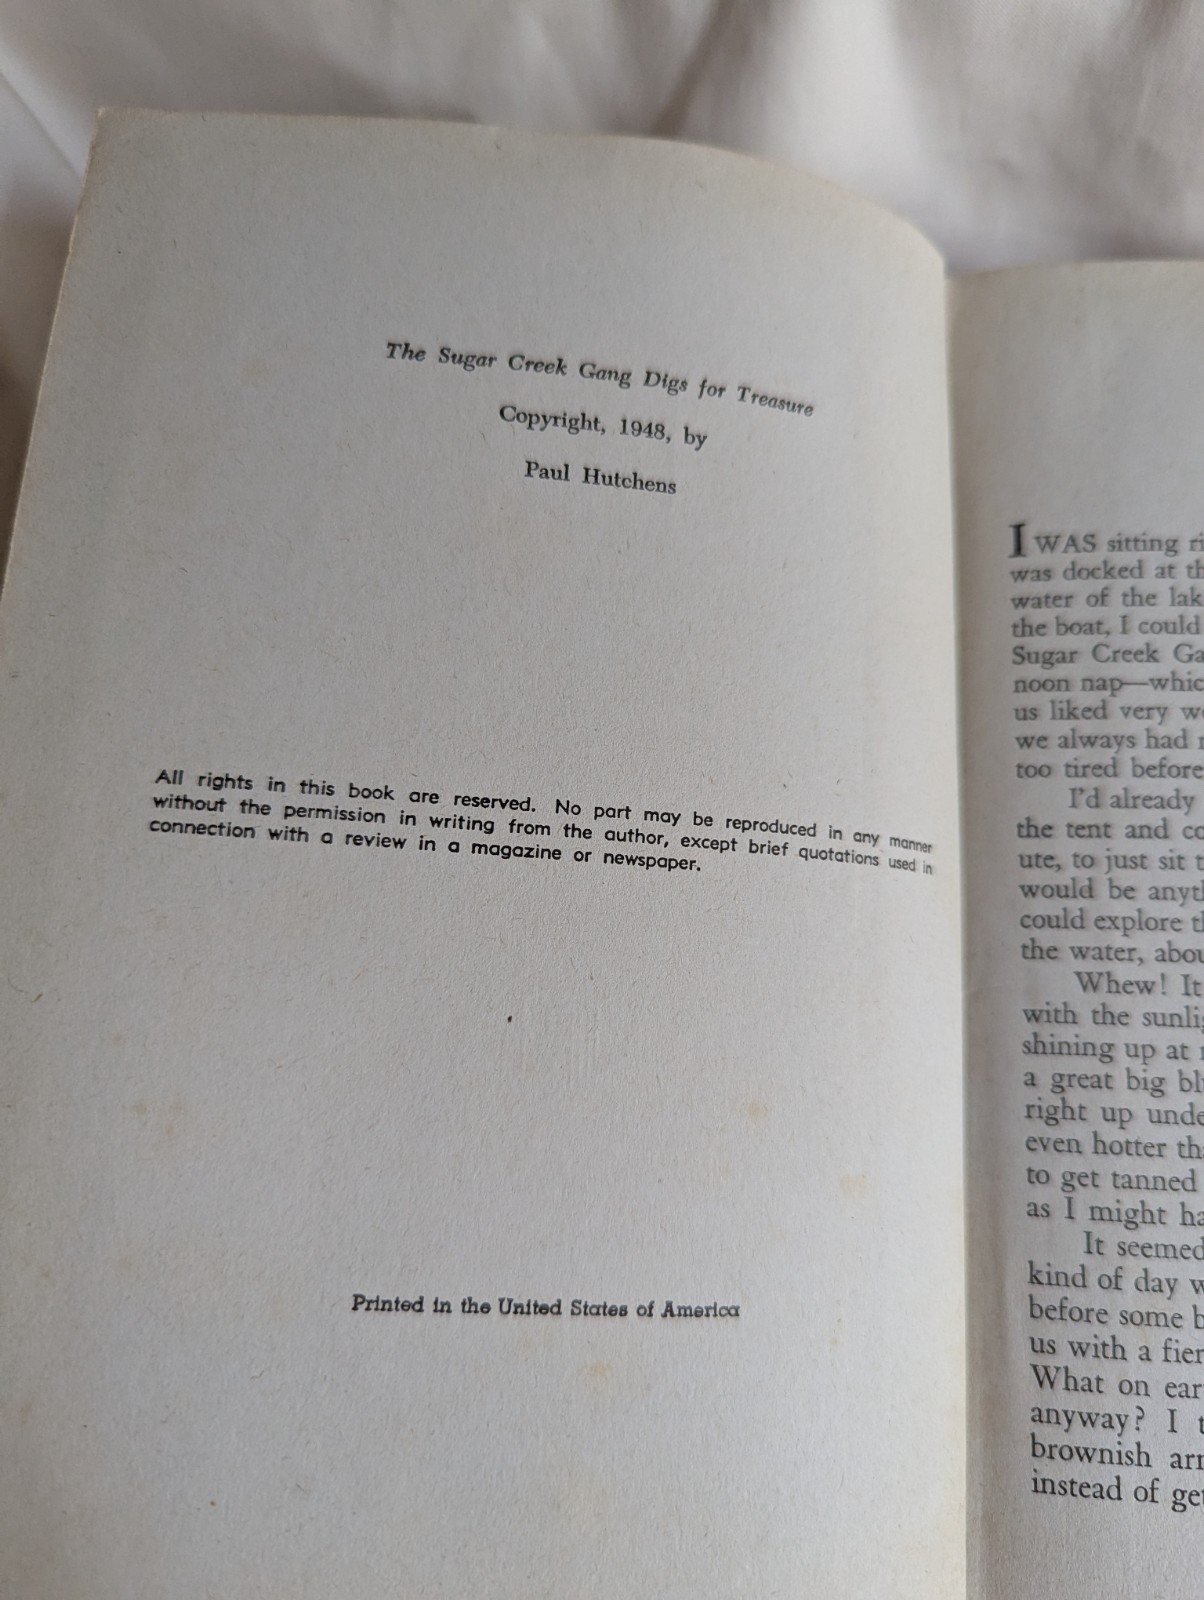 The Sugar Creek Gang Digs for Treasure
Copyright, 1948, by
Paul Hutchens
All rights in this book are reserved. No part may be reproduced in any manner
without the permission in writing from the author, except brief quotations used in
connection with a review in a magazine or newspaper.
Printed in the United States of America
I WAS sitting
was docked at
water of the
the boat, I could
Sugar Creek
noon nap—
us liked very
we always had
too tired before
I'd already
the tent and
ute, to just sit
would be
could explore
the water,
Whew! It
with the
shining up at
a great big
right up
even hotter
to get tanned
as I might
It seemed
kind of day
before some
us with a
What on
anyway? I
brownish
instead of